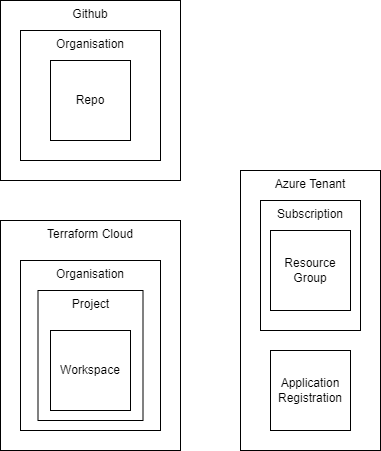 Github
Organisation
Repo
Terraform Cloud
Organisation
Project
Workspace
Azure Tenant
Subscription
Resource
Group
Application
Registration